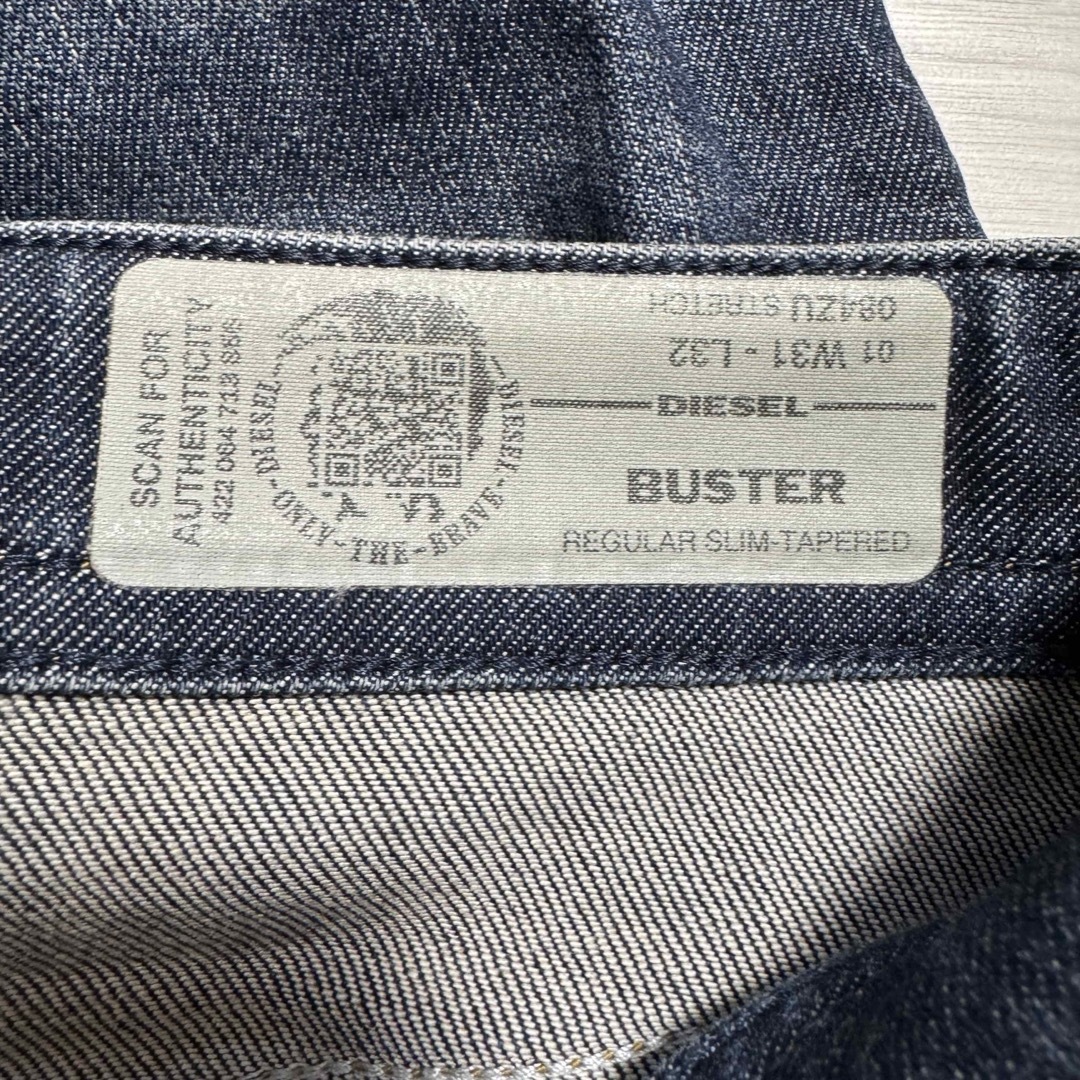 SCAN FOR
AUTHENTICITY
422 084 713 866
DIESEL - ONLY - THE - BRAVE - DIESEL
084ZU STRETCH
01 W31 - L32
DIESEL
BUSTER
REGULAR SLIM-TAPERED